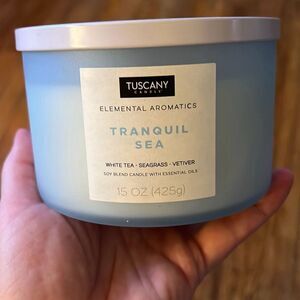 TUSCANY
CANDLE
ELEMENTAL AROMATICS
TRANQUIL
SEA
WHITE TEA · SEAGRASS · VETIVER
SOY BLEND CANDLE WITH ESSENTIAL OILS
15 OZ (425g)